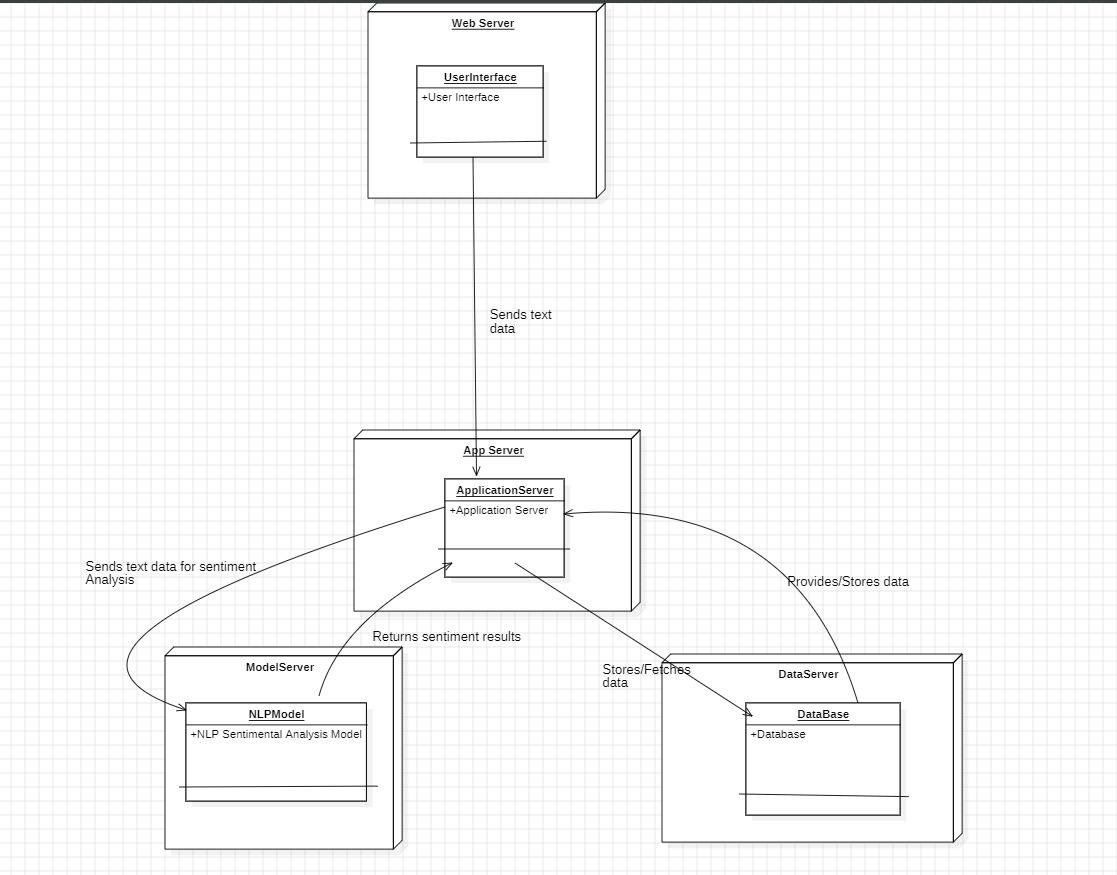 Web Server
UserInterface
+User Interface
Sends text
data
App Server
ApplicationServer
+Application Server
Sends text data for sentiment
Analysis
Provides/Stores data
Returns sentiment results
Stores/Fetches
data
ModelServer
NLPModel
+NLP Sentimental Analysis Model
DataServer
DataBase
+Database